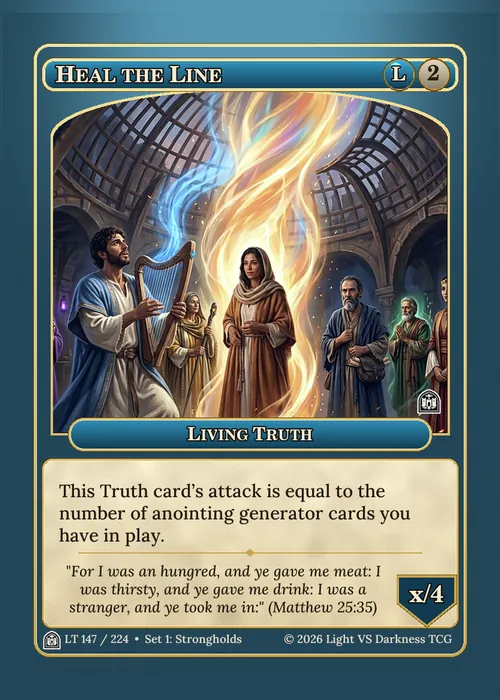 Heal the Line
L 2
Living Truth
This Truth card's attack is equal to the
number of anointing generator cards you
have in play.
"For I was an hungred, and ye gave me meat: I
was thirsty, and ye gave me drink: I was a
stranger, and ye took me in:" (Matthew 25:35)
x/4
LT 147 / 224 • Set 1: Strongholds © 2026 Light VS Darkness TCG